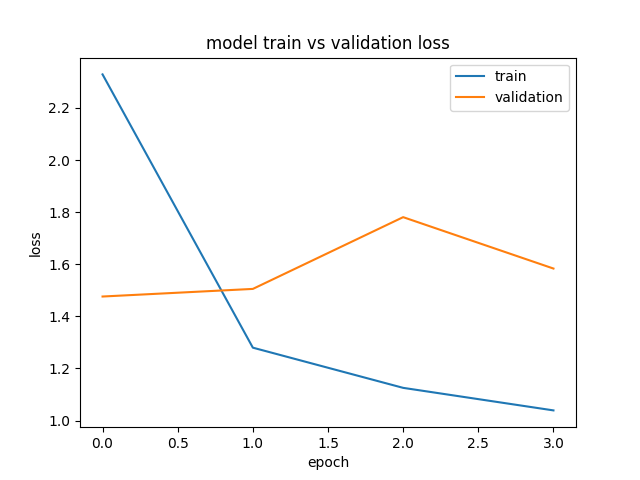 model train vs validation loss
train
validation
2.2
2.0
1.8
1.6
1.4
1.2
1.0
loss
0.0 0.5 1.0 1.5 2.0 2.5 3.0
epoch